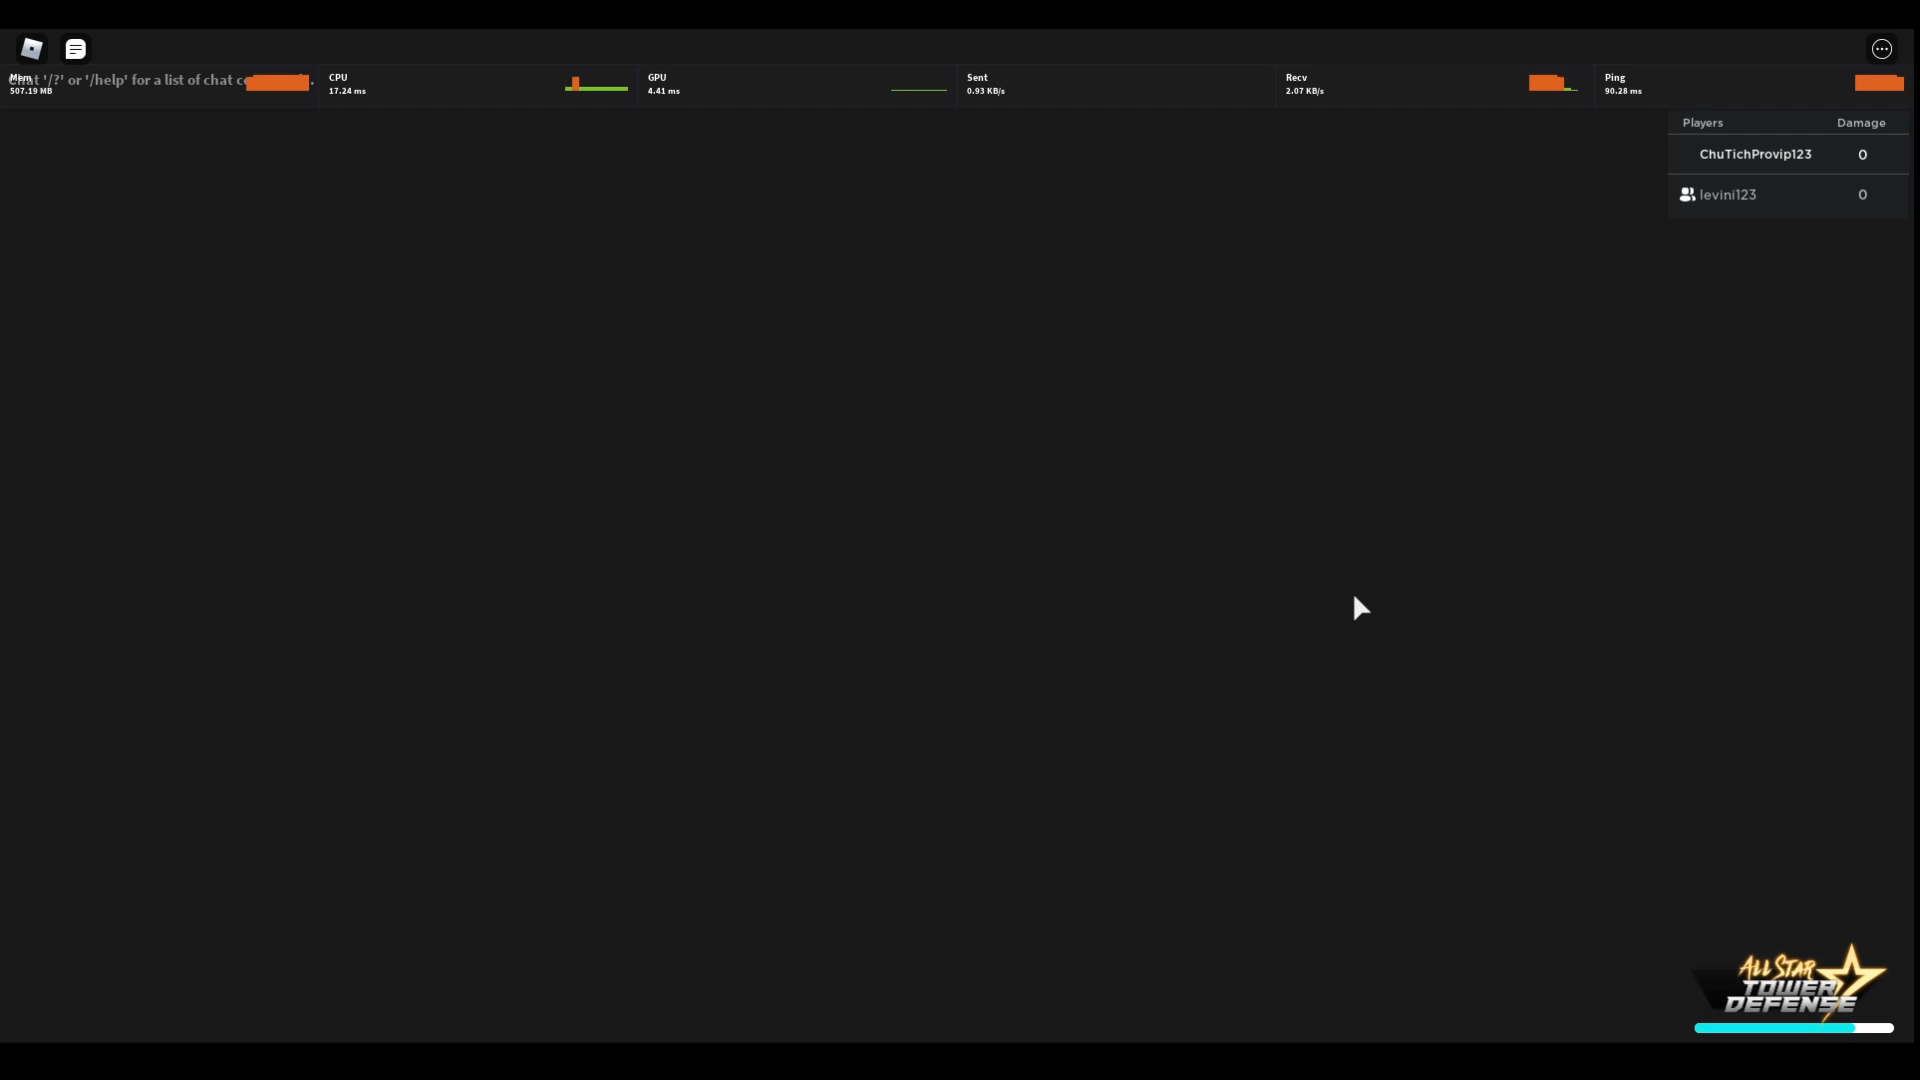 Chat '/?' or '/help' for a list of chat
Mem
507.19 MB
CPU
17.24 ms
GPU
4.41 ms
Sent
0.93 KB/s
Recv
2.07 KB/s
Ping
90.28 ms
Players Damage
ChuTichProvip123 0
levini123 0
ALL STAR
TOWER
DEFENSE